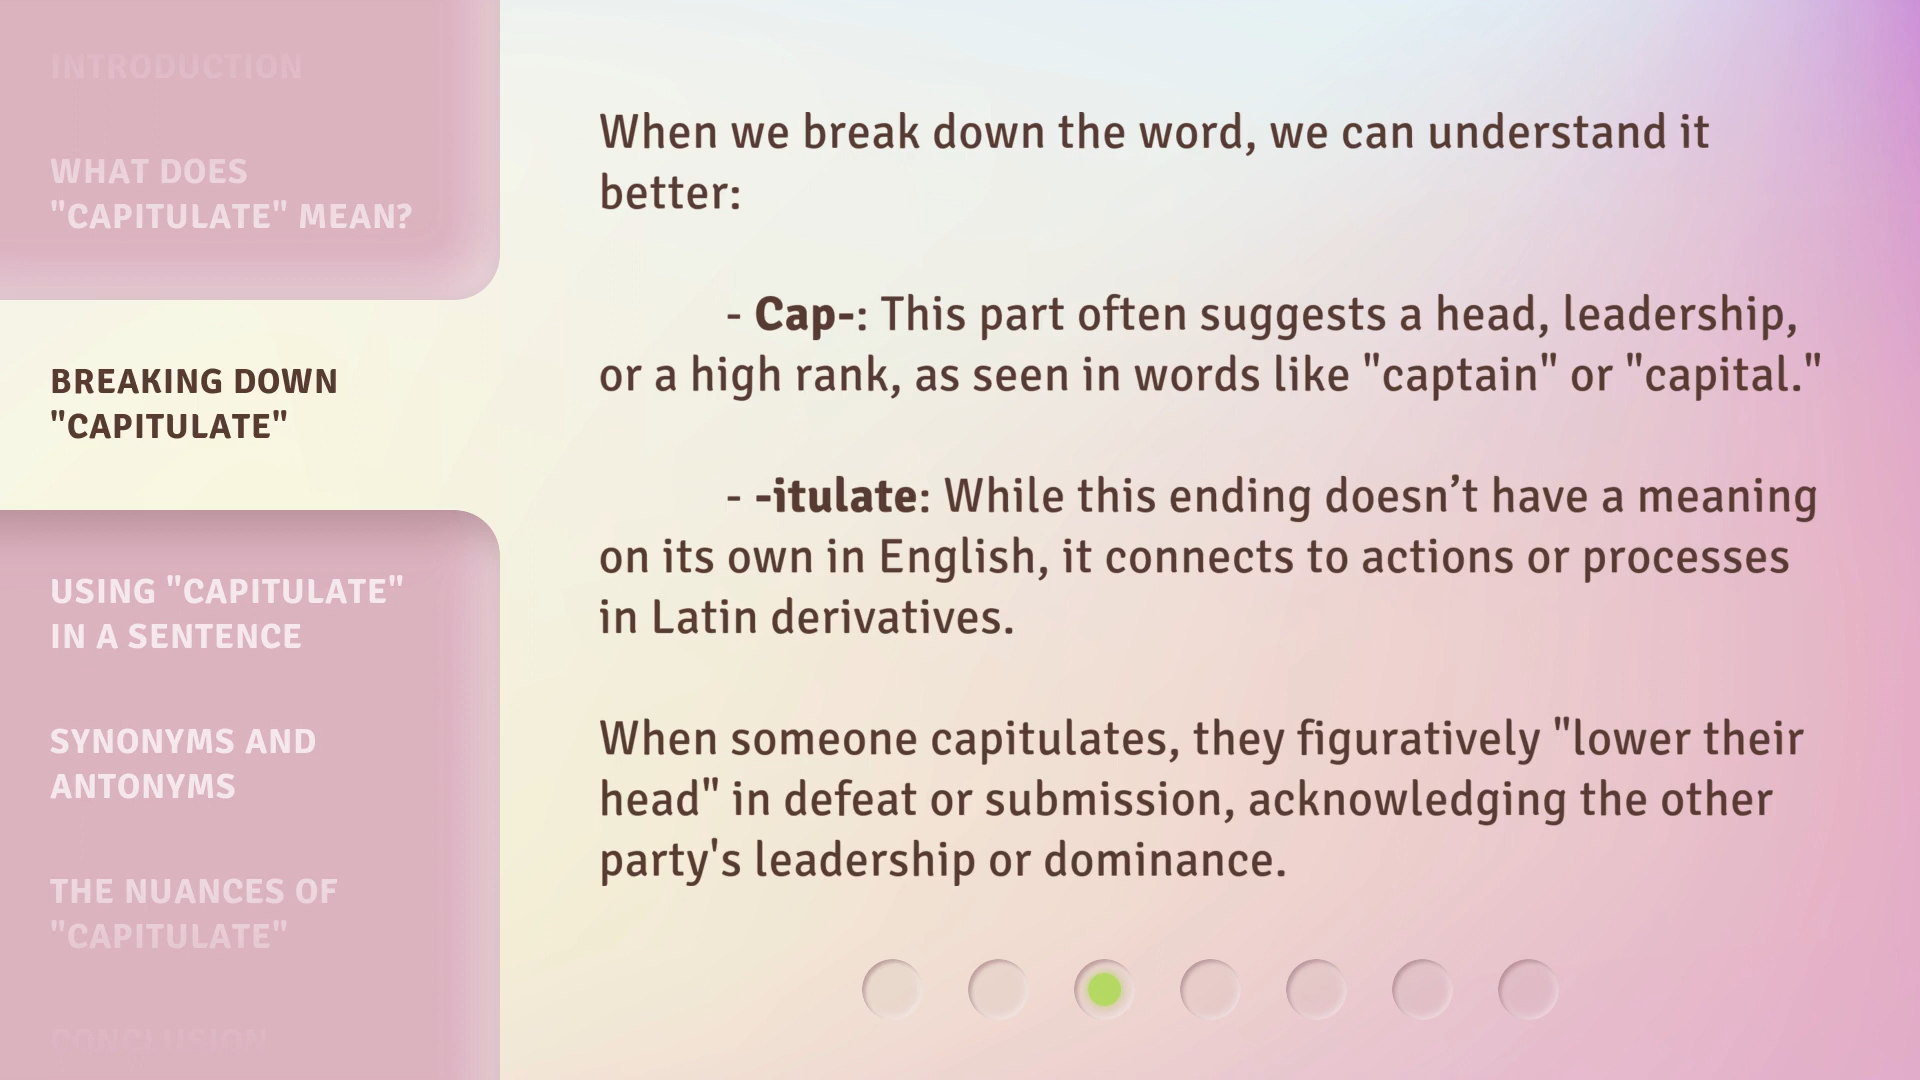 INTRODUCTION
WHAT DOES
"CAPITULATE" MEAN?
BREAKING DOWN
"CAPITULATE"
USING "CAPITULATE"
IN A SENTENCE
SYNONYMS AND
ANTONYMS
THE NUANCES OF
"CAPITULATE"
CONCLUSION
When we break down the word, we can understand it
better:
- Cap-: This part often suggests a head, leadership,
or a high rank, as seen in words like "captain" or "capital."
- -itulate: While this ending doesn’t have a meaning
on its own in English, it connects to actions or processes
in Latin derivatives.
When someone capitulates, they figuratively "lower their
head" in defeat or submission, acknowledging the other
party's leadership or dominance.